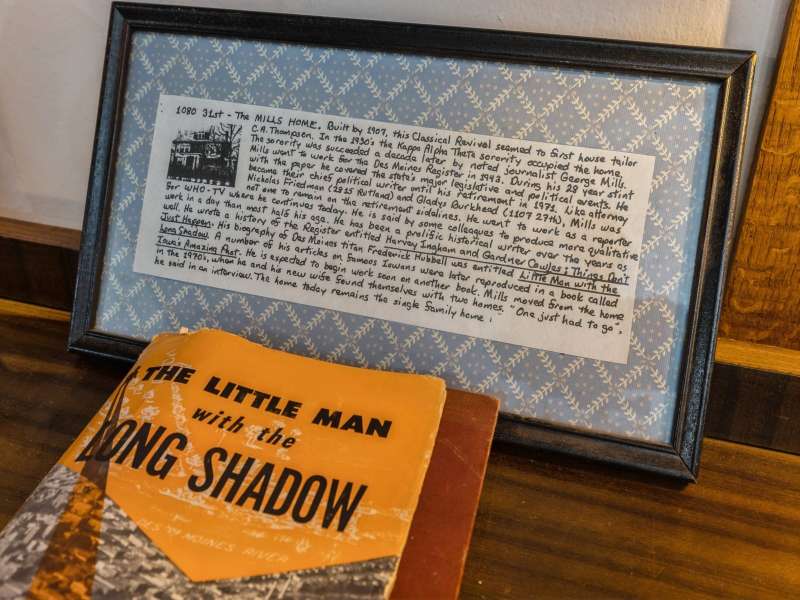 1080 31st - The MILLS HOME. Built by 1907, this Classical Revival seemed to first house tailor
C.A. Thompson. In the 1930's the Kappa Alpha Theta sorority occupied the home.
The sorority was succeeded a decade later by noted journalist George Mills.
Mills went to work for the Des Moines Register in 1943. During his 28 year stint
with the paper he covered the state's major legislative and political events. He
became their chief political writer until his retirement in 1971. Like attorney
Nicholas Friedman (1215 Rutland) and Gladys Burkhead (1107 27th), Mills was
not one to remain on the retirement sidelines. He went to work as a reporter
for WHO-TV where he continues today. He is said by some colleagues to produce more qualitative
work in a day than most half his age. He has been a prolific historical writer over the years as
well. He wrote a history of the Register entitled Harvey Ingham and Gardner Cowles: Things Don't
Just Happen. His biography of Des Moines titan Frederick Hubbell was entitled Little Man with the
Long Shadow. A number of his articles on famous Iowans were later reproduced in a book called
Iowa's Amazing Past. He is expected to begin work soon on another book. Mills moved from the home
in the 1970's, when he and his new wife found themselves with two homes. "One just had to go",
he said in an interview. The home today remains the single family home.
THE LITTLE MAN
with the
LONG SHADOW
DES MOINES RIVER